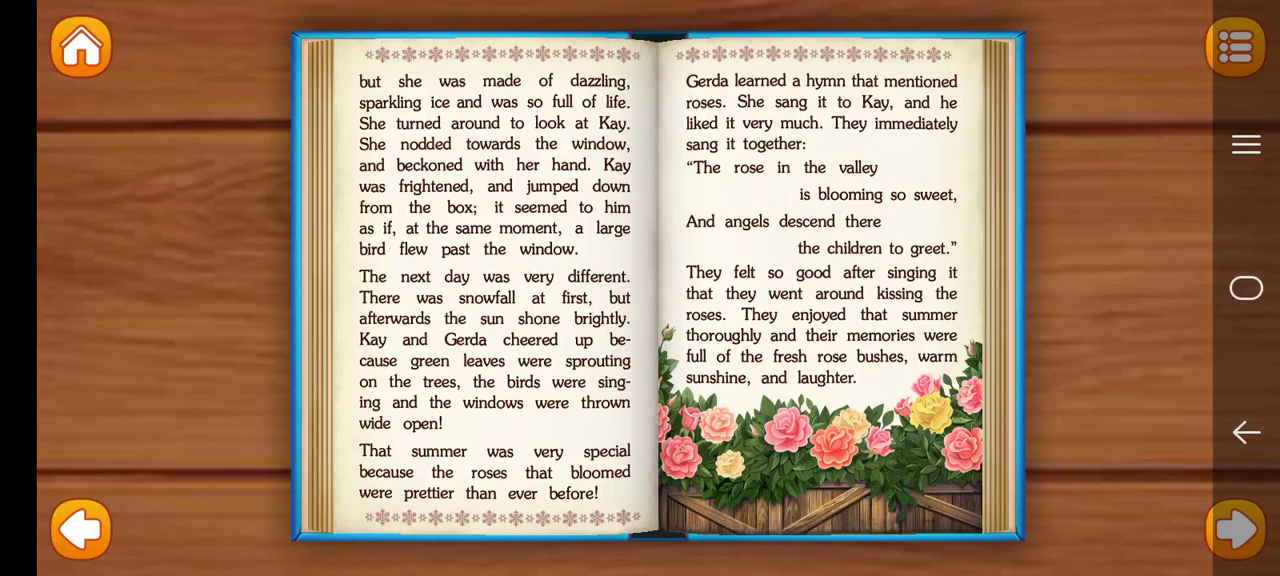 but she was made of dazzling,
sparkling ice and was so full of life.
She turned around to look at Kay.
She nodded towards the window,
and beckoned with her hand. Kay
was frightened, and jumped down
from the box; it seemed to him
as if, at the same moment, a large
bird flew past the window.
The next day was very different.
There was snowfall at first, but
afterwards the sun shone brightly.
Kay and Gerda cheered up be-
cause green leaves were sprouting
on the trees, the birds were sing-
ing and the windows were thrown
wide open!
That summer was very special
because the roses that bloomed
were prettier than ever before!
Gerda learned a hymn that mentioned
roses. She sang it to Kay, and he
liked it very much. They immediately
sang it together:
“The rose in the valley
is blooming so sweet,
And angels descend there
the children to greet.”
They felt so good after singing it
that they went around kissing the
roses. They enjoyed that summer
thoroughly and their memories were
full of the fresh rose bushes, warm
sunshine, and laughter.